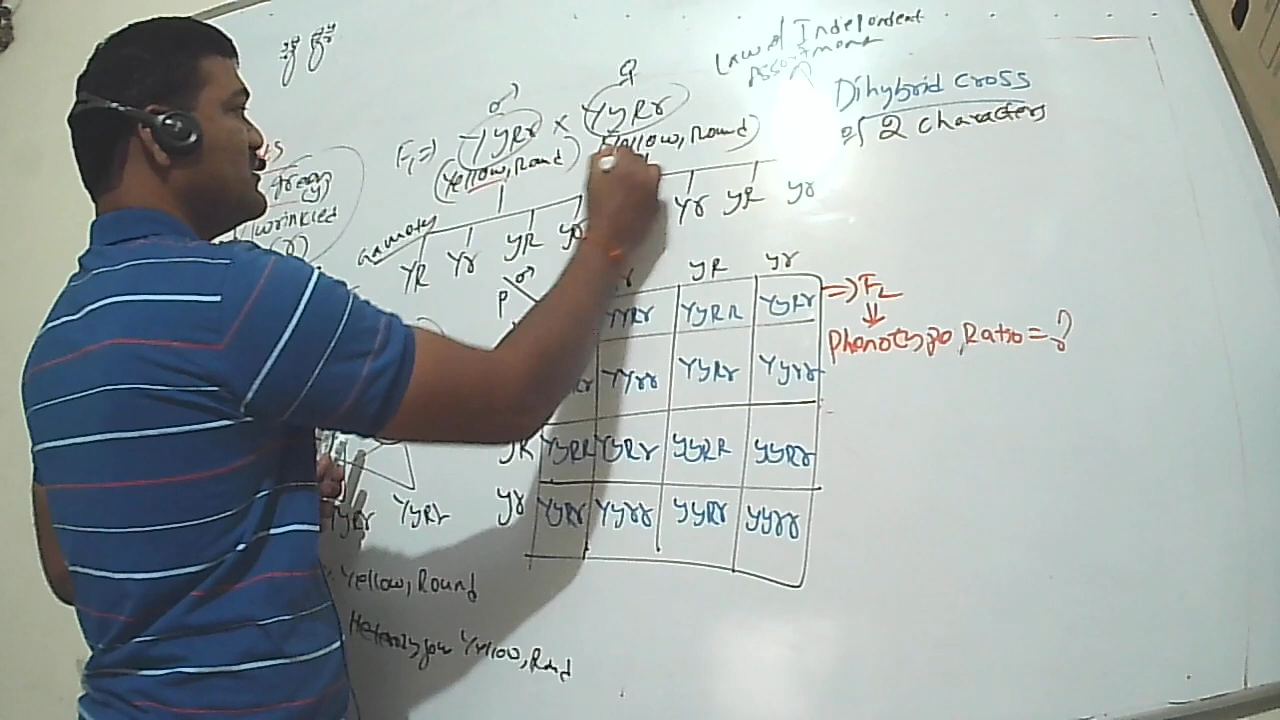 Law of Independent
Assortment
Dihybrid cross
of 2 characters
♂ ♀
F1 => YyRr × YyRr
(Yellow, Round) Yellow, Round)
green
wrinkled
(r)
Gametes
YR Yr yR yr Yr yR yr
♂
P
yR yr
YYRr YyRR YyRr
YYrr YyRr Yyrr
yR YyRR YyRr yyRR yyRr
yr YyRr Yyrr yyRr yyrr
=> F2
Phenotype, Ratio = ?
YyRr YyRr
Yellow, Round
Heterozygous Yellow, Round